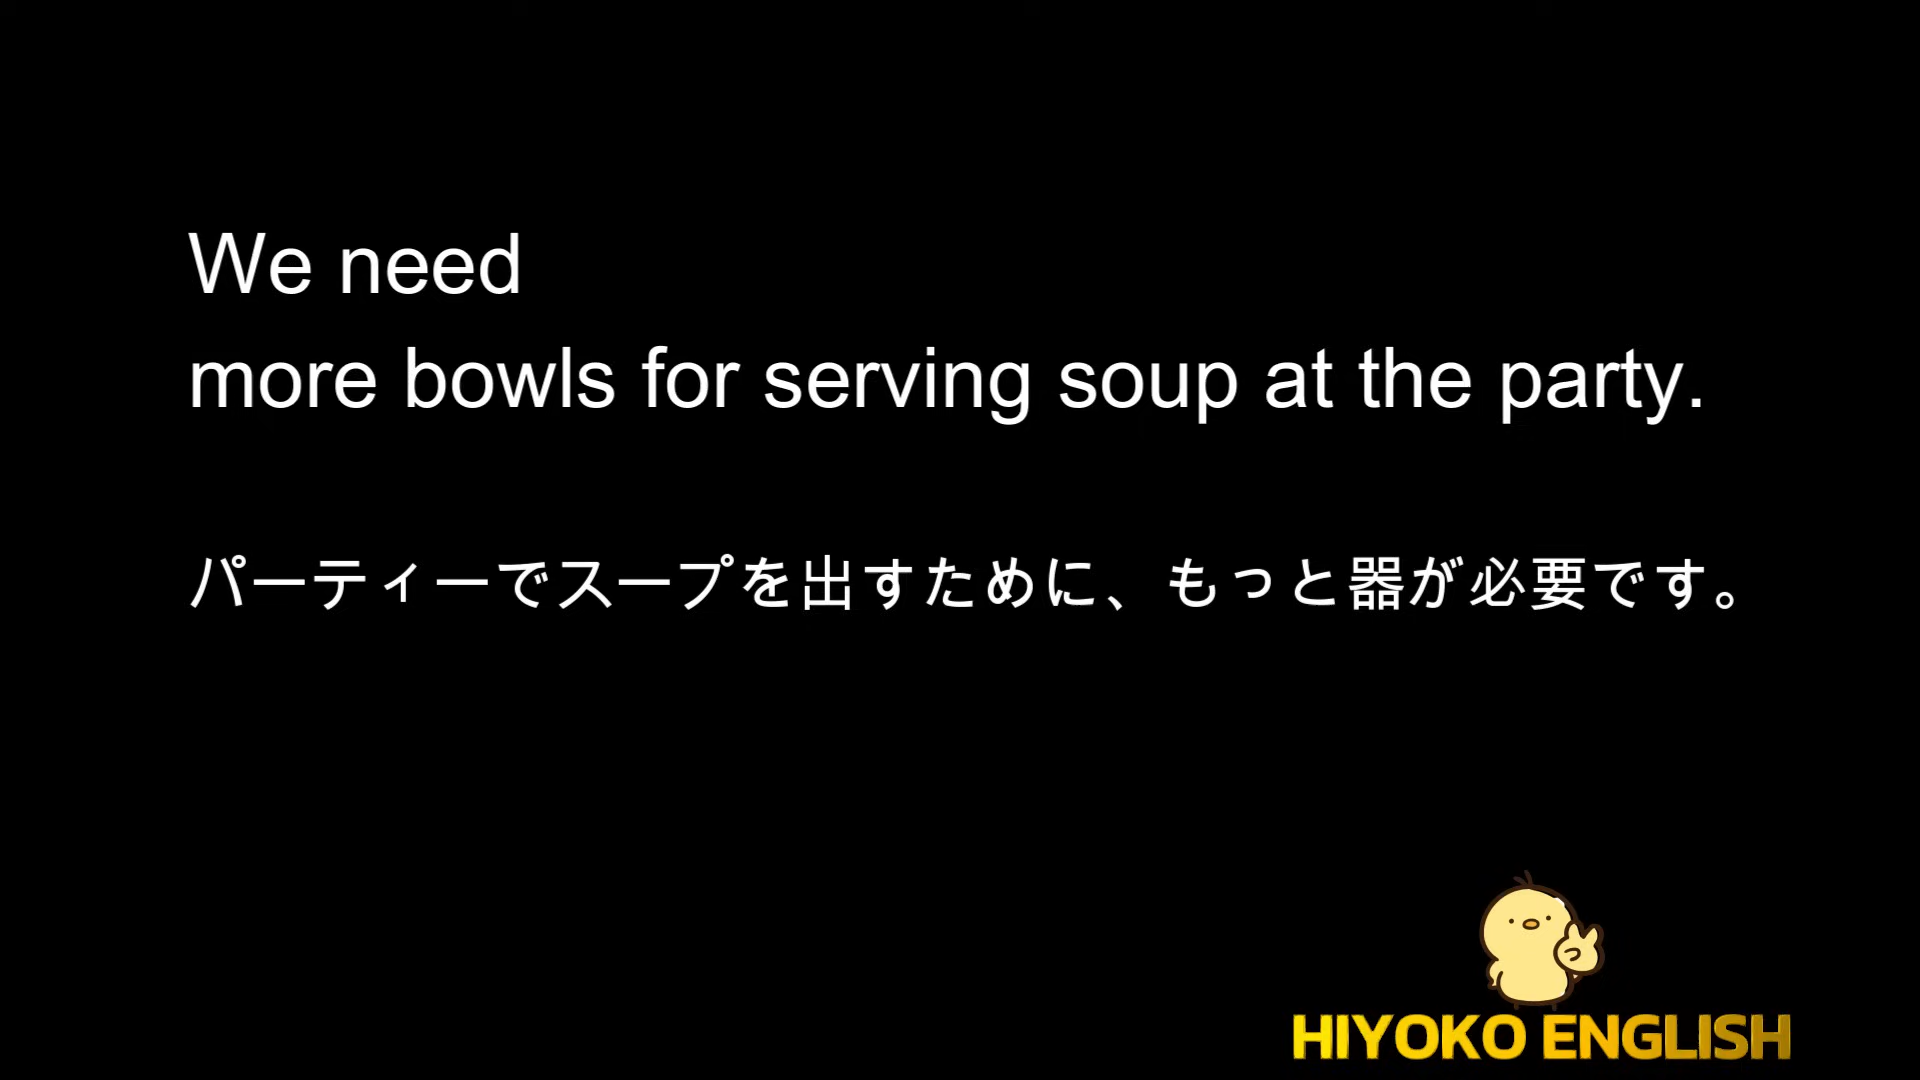 We need
more bowls for serving soup at the party.
パーティーでスープを出すために、もっと器が必要です。
HIYOKO ENGLISH